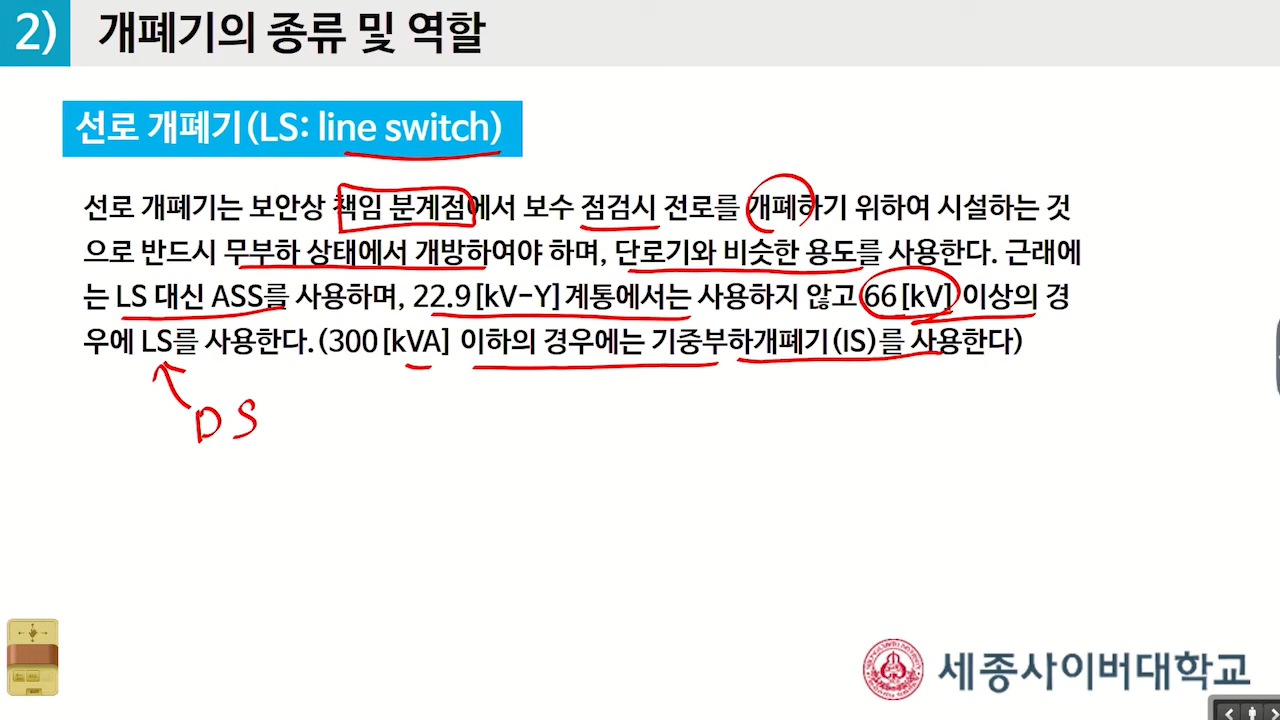 2) 개폐기의 종류 및 역할
선로 개폐기(LS: line switch)
선로 개폐기는 보안상 책임 분계점에서 보수 점검시 전로를 개폐하기 위하여 시설하는 것
으로 반드시 무부하 상태에서 개방하여야 하며, 단로기와 비슷한 용도를 사용한다. 근래에
는 LS 대신 ASS를 사용하며, 22.9[kV-Y]계통에서는 사용하지 않고 66[kV] 이상의 경
우에 LS를 사용한다.(300[kVA] 이하의 경우에는 기중부하개폐기(IS)를 사용한다)
DS
세종사이버대학교